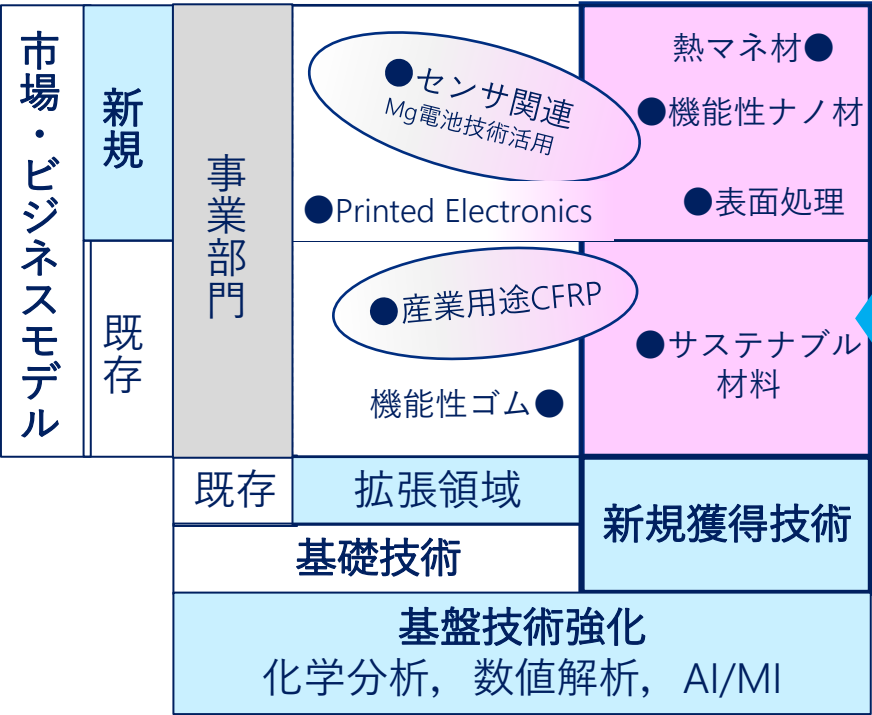 市場・ビジネスモデル
新規
既存
事業部門
●センサ関連
Mg電池技術活用
●Printed Electronics
熱マネ材●
●機能性ナノ材
●表面処理
●産業用途CFRP
機能性ゴム●
●サステナブル
材料
既存
拡張領域
新規獲得技術
基礎技術
基盤技術強化
化学分析, 数値解析, AI/MI